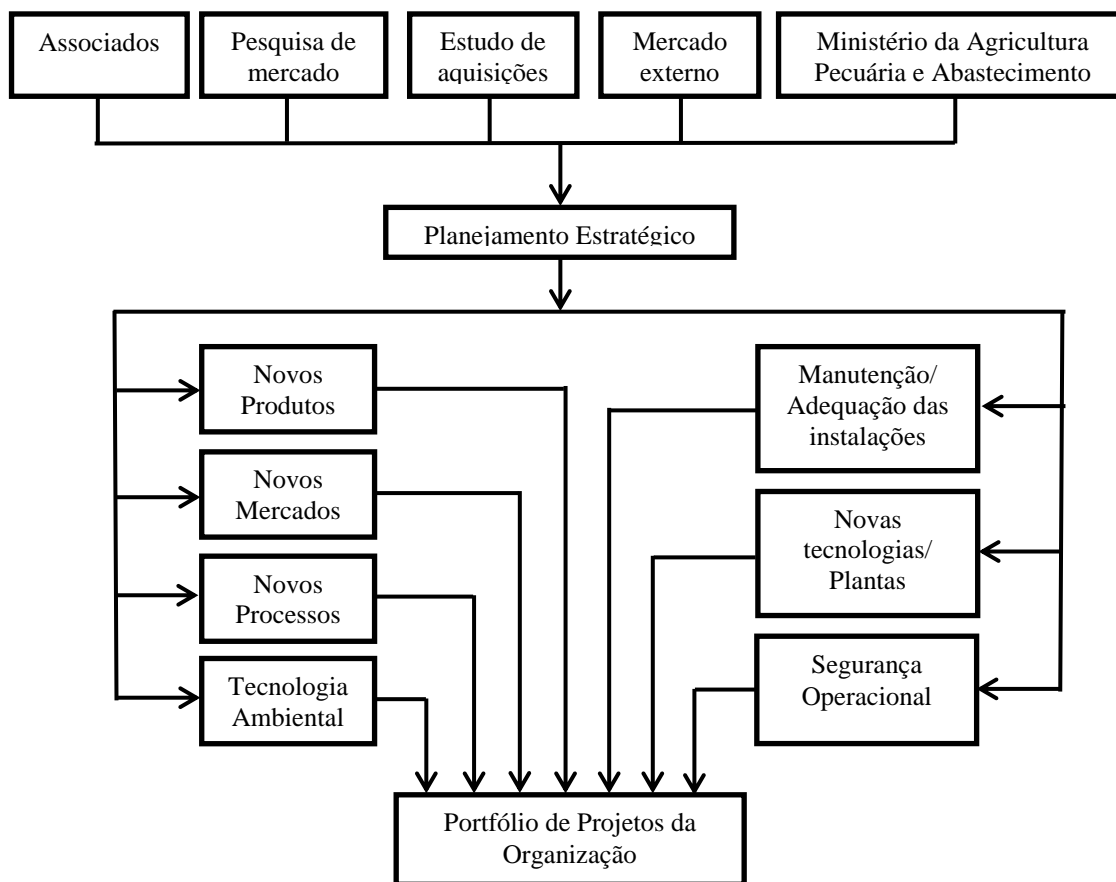 Associados
Pesquisa de
mercado
Estudo de
aquisições
Mercado
externo
Ministério da Agricultura
Pecuária e Abastecimento
Planejamento Estratégico
Novos
Produtos
Manutenção/
Adequação das
instalações
Novos
Mercados
Novas
tecnologias/
Plantas
Novos
Processos
Segurança
Operacional
Tecnologia
Ambiental
Portfólio de Projetos da
Organização